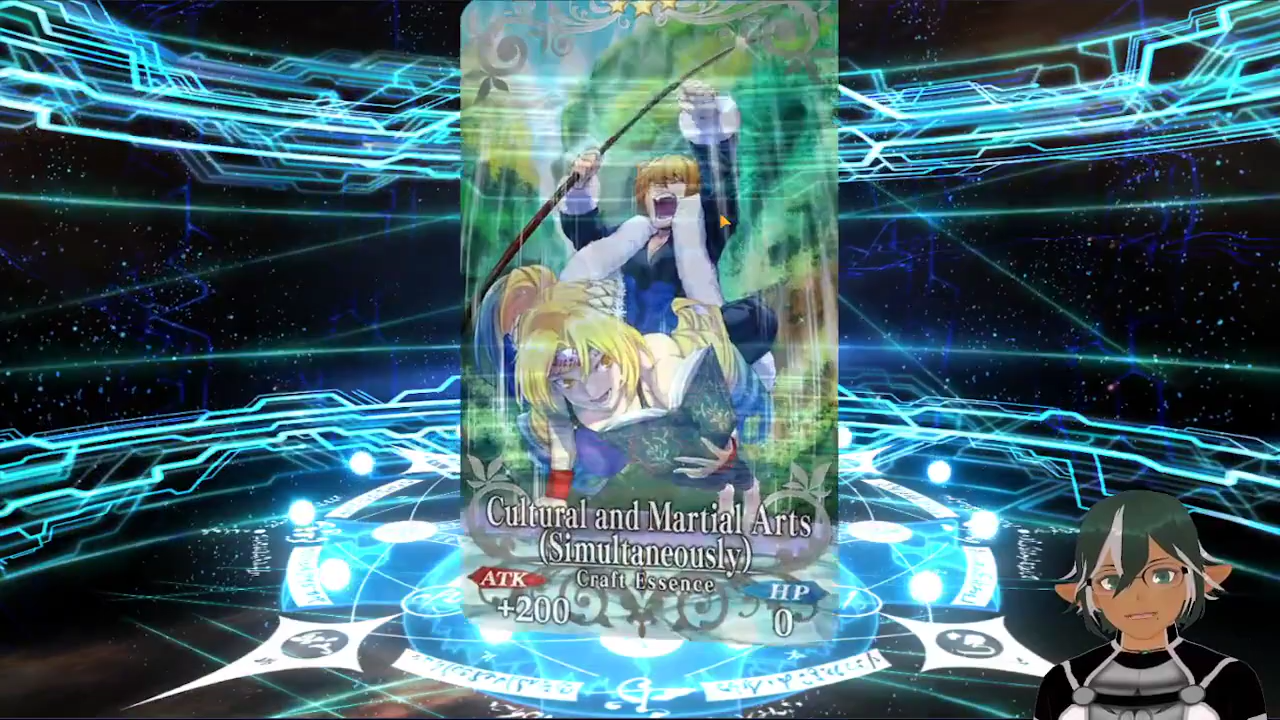 Cultural and Martial Arts
(Simultaneously)
ATK
Craft Essence
HP
+200
0